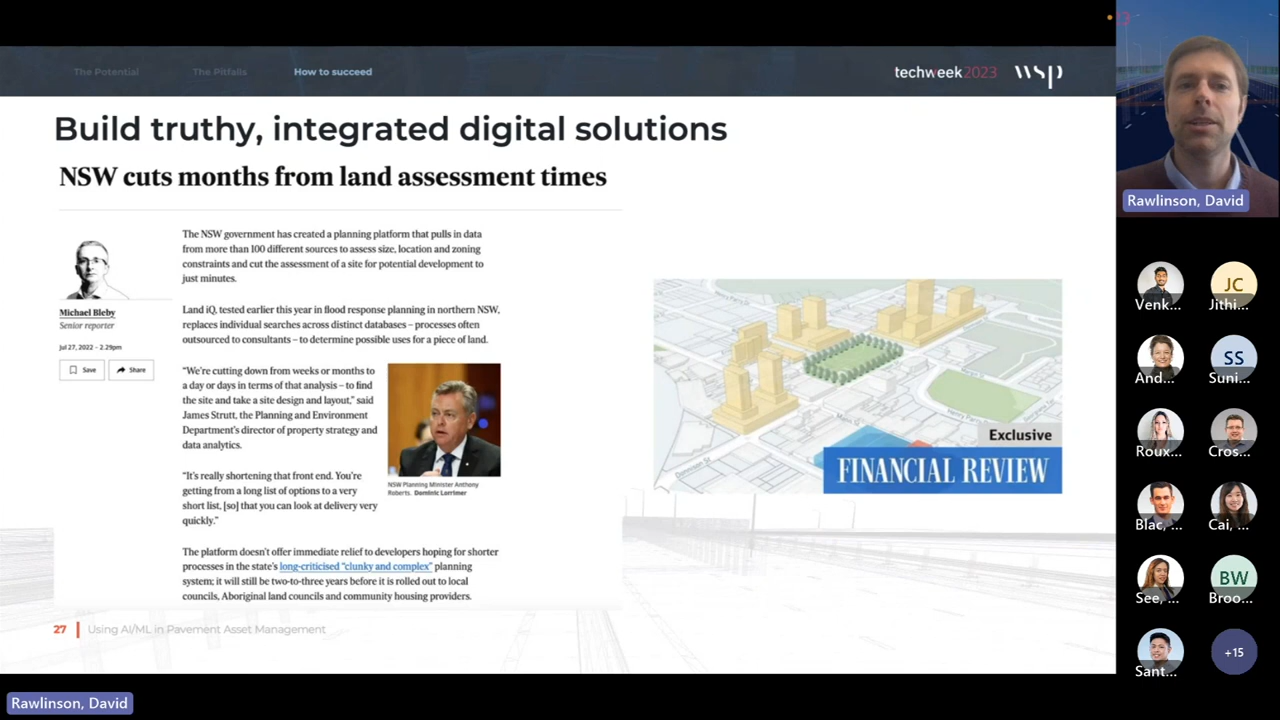 The Potential
The Pitfalls
How to succeed
techweek2023
wsp
Build truthy, integrated digital solutions
NSW cuts months from land assessment times
Michael Bleby
Senior reporter
Jul 27, 2022 – 2.29pm
Save
Share
The NSW government has created a planning platform that pulls in data
from more than 100 different sources to assess size, location and zoning
constraints and cut the assessment of a site for potential development to
just minutes.
Land iQ, tested earlier this year in flood response planning in northern NSW,
replaces individual searches across distinct databases – processes often
outsourced to consultants – to determine possible uses for a piece of land.
“We’re cutting down from weeks or months to
a day or days in terms of that analysis – to find
the site and take a site design and layout,” said
James Strutt, the Planning and Environment
Department’s director of property strategy and
data analytics.
“It’s really shortening that front end. You’re
getting from a long list of options to a very
short list, [so] that you can look at delivery very
quickly.”
NSW Planning Minister Anthony
Roberts. Dominic Lorrimer
The platform doesn’t offer immediate relief to developers hoping for shorter
processes in the state’s long-criticised “clunky and complex” planning
system; it will still be two-to-three years before it is rolled out to local
councils, Aboriginal land councils and community housing providers.
Exclusive
FINANCIAL REVIEW
27
Using AI/ML in Pavement Asset Management
Rawlinson, David
Venk...
JC
Jithi...
And...
SS
Suni...
Roux...
Cros...
Blac, ...
Cai, ...
See, ...
BW
Broo...
Sant...
+15
Rawlinson, David